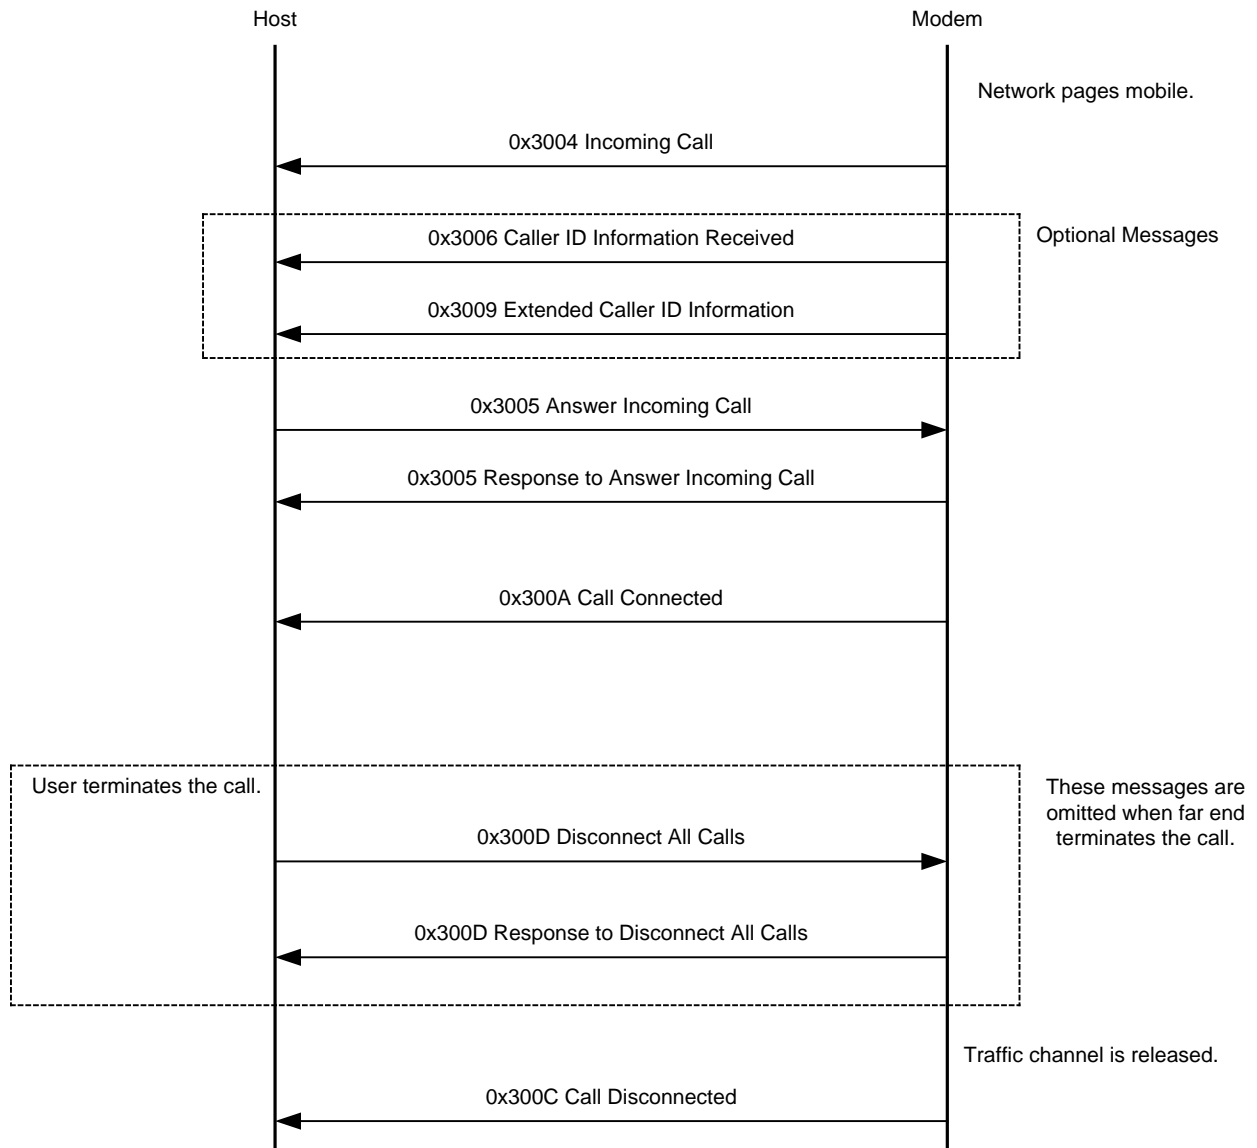 Host
Modem
Network pages mobile.
0x3004 Incoming Call
0x3006 Caller ID Information Received
Optional Messages
0x3009 Extended Caller ID Information
0x3005 Answer Incoming Call
0x3005 Response to Answer Incoming Call
0x300A Call Connected
User terminates the call.
These messages are
omitted when far end
terminates the call.
0x300D Disconnect All Calls
0x300D Response to Disconnect All Calls
Traffic channel is released.
0x300C Call Disconnected